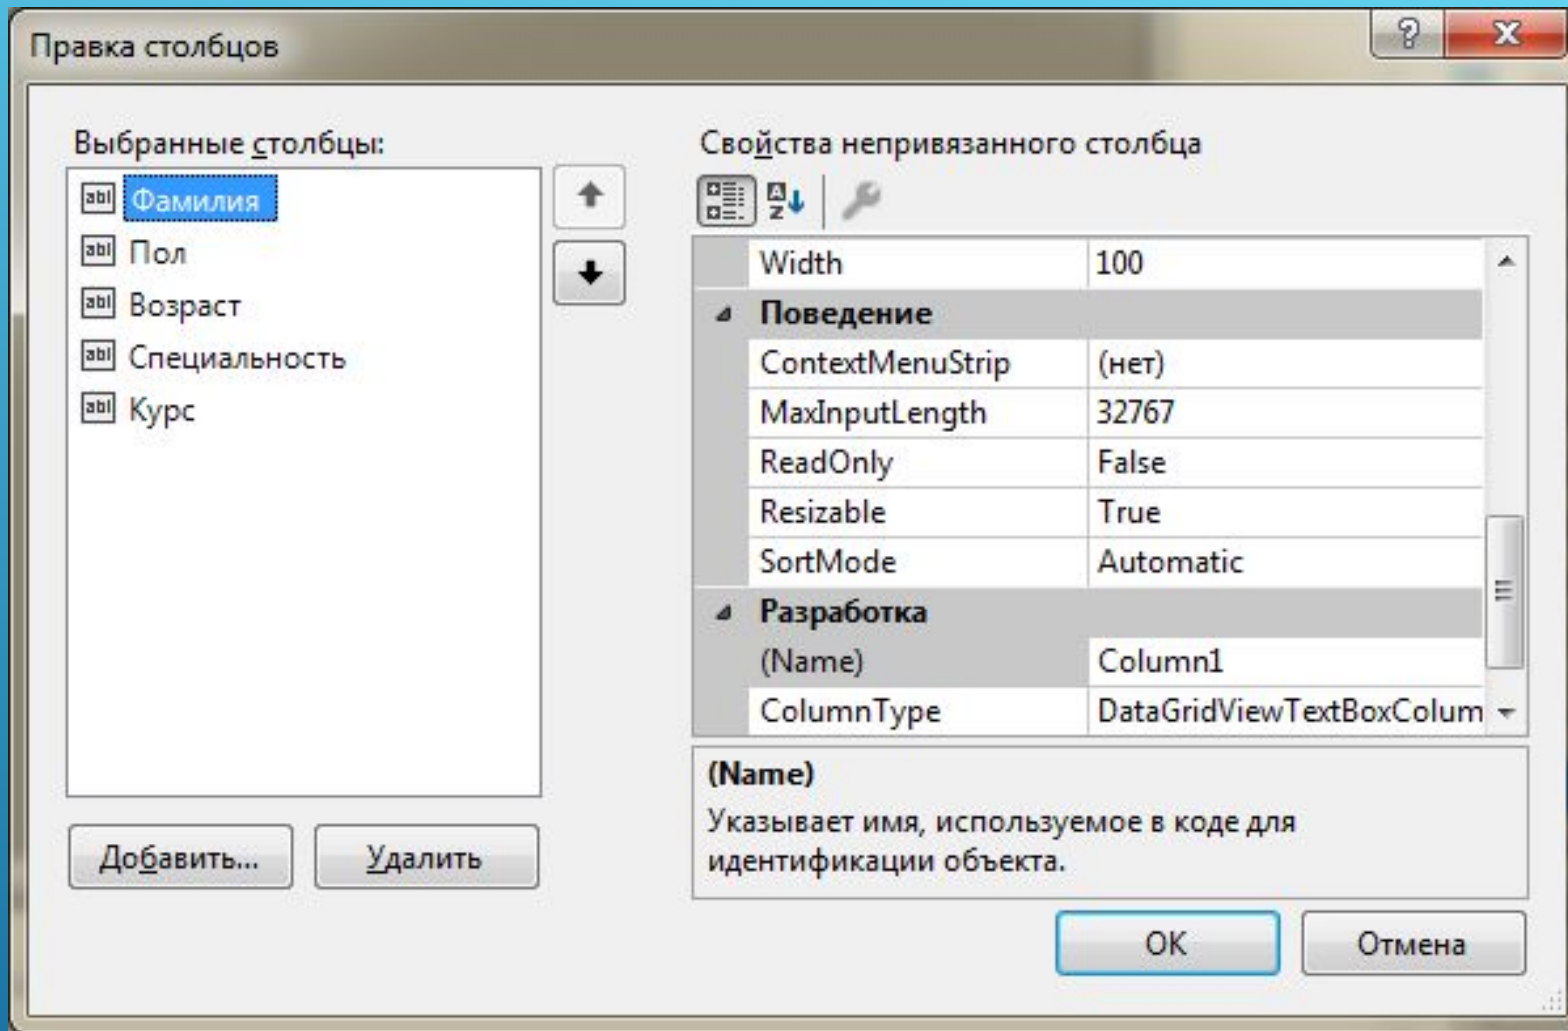 Правка столбцов
Выбранные столбцы:
Фамилия
Пол
Возраст
Специальность
Курс
Добавить...
Удалить
Свойства непривязанного столбца
Width 100
Поведение
ContextMenuStrip (нет)
MaxInputLength 32767
ReadOnly False
Resizable True
SortMode Automatic
Разработка
(Name) Column1
ColumnType DataGridViewTextBoxColum
(Name)
Указывает имя, используемое в коде для
идентификации объекта.
ОК
Отмена